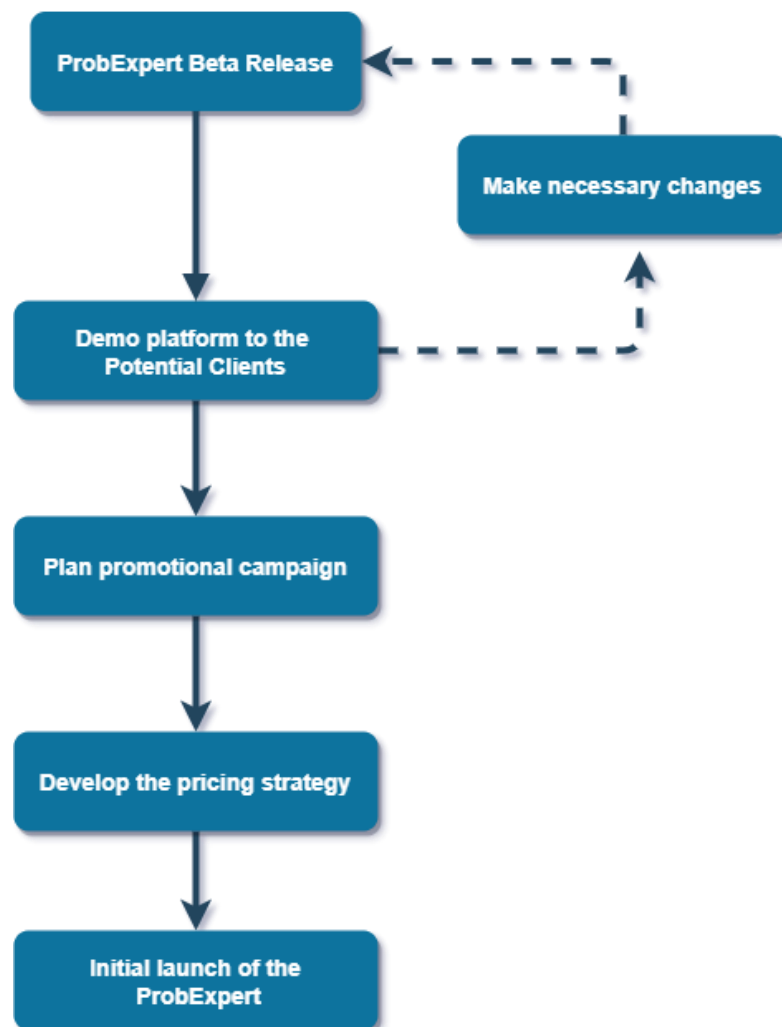 ProbExpert Beta Release
Make necessary changes
Demo platform to the
Potential Clients
Plan promotional campaign
Develop the pricing strategy
Initial launch of the
ProbExpert